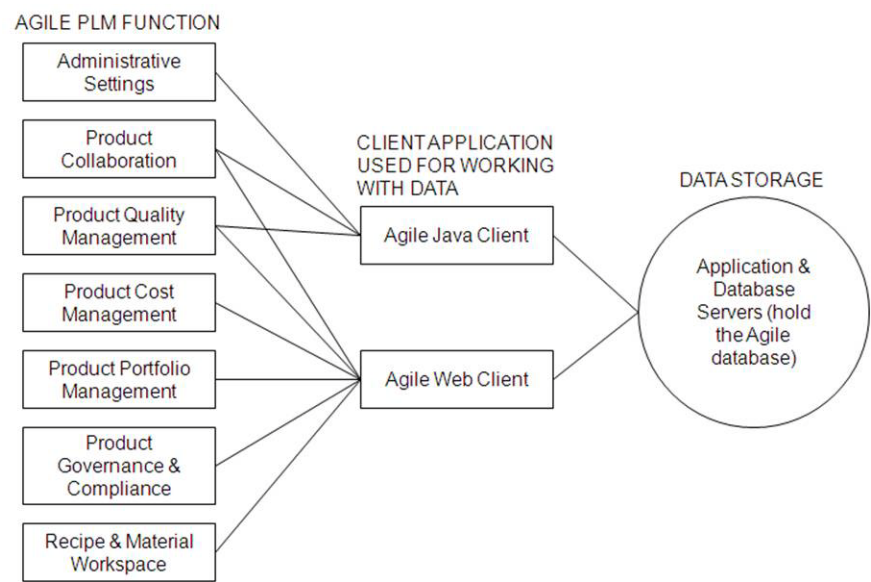 AGILE PLM FUNCTION
Administrative
Settings
Product
Collaboration
Product Quality
Management
Product Cost
Management
Product Portfolio
Management
Product
Governance &
Compliance
Recipe & Material
Workspace
CLIENT APPLICATION
USED FOR WORKING
WITH DATA
Agile Java Client
Agile Web Client
DATA STORAGE
Application &
Database
Servers (hold
the Agile
database)